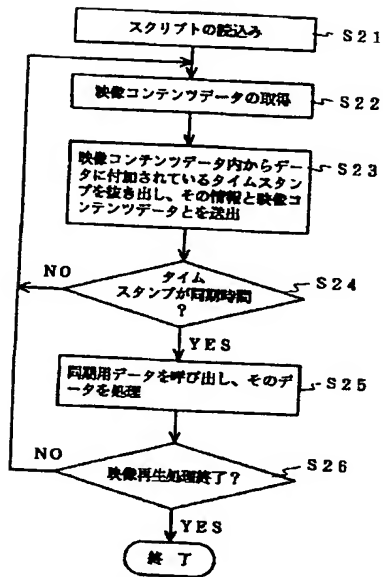 スクリプトの読込み
S21
映像コンテンツデータの取得
S22
映像コンテンツデータ内からデー
タに付加されているタイムスタン
プを抜き出し、その情報と映像コ
ンテンツデータとを送出
S23
タイム
スタンプが同期時間
?
S24
NO
YES
同期用データを呼び出し、そのデ
ータを処理
S25
映像再生処理終了?
S26
NO
YES
終 了